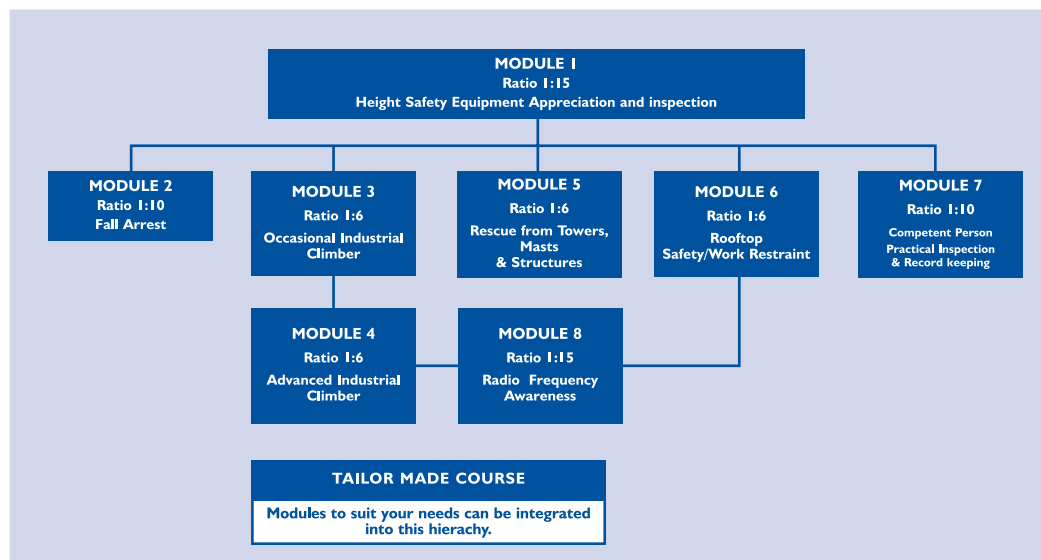 MODULE 1
Ratio 1:15
Height Safety Equipment Appreciation and inspection
MODULE 2
Ratio 1:10
Fall Arrest
MODULE 3
Ratio 1:6
Occasional Industrial
Climber
MODULE 5
Ratio 1:6
Rescue from Towers,
Masts
& Structures
MODULE 6
Ratio 1:6
Rooftop
Safety/Work Restraint
MODULE 7
Ratio 1:10
Competent Person
Practical Inspection
& Record keeping
MODULE 4
Ratio 1:6
Advanced Industrial
Climber
MODULE 8
Ratio 1:15
Radio Frequency
Awareness
TAILOR MADE COURSE
Modules to suit your needs can be integrated
into this hierachy.